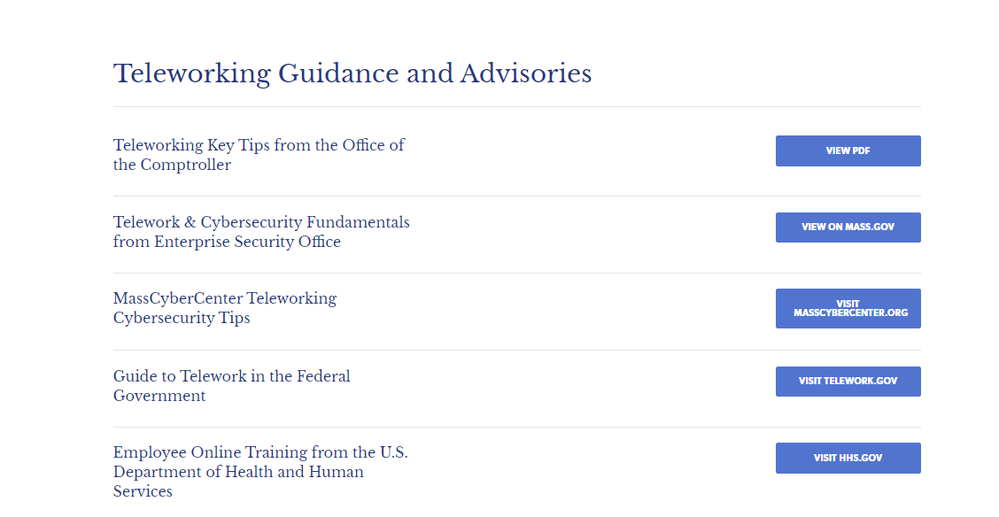 Teleworking Guidance and Advisories
Teleworking Key Tips from the Office of
the Comptroller
VIEW PDF
Telework & Cybersecurity Fundamentals
from Enterprise Security Office
VIEW ON MASS.GOV
MassCyberCenter Teleworking
Cybersecurity Tips
VISIT
MASSCYBERCENTER.ORG
Guide to Telework in the Federal
Government
VISIT TELEWORK.GOV
Employee Online Training from the U.S.
Department of Health and Human
Services
VISIT HHS.GOV